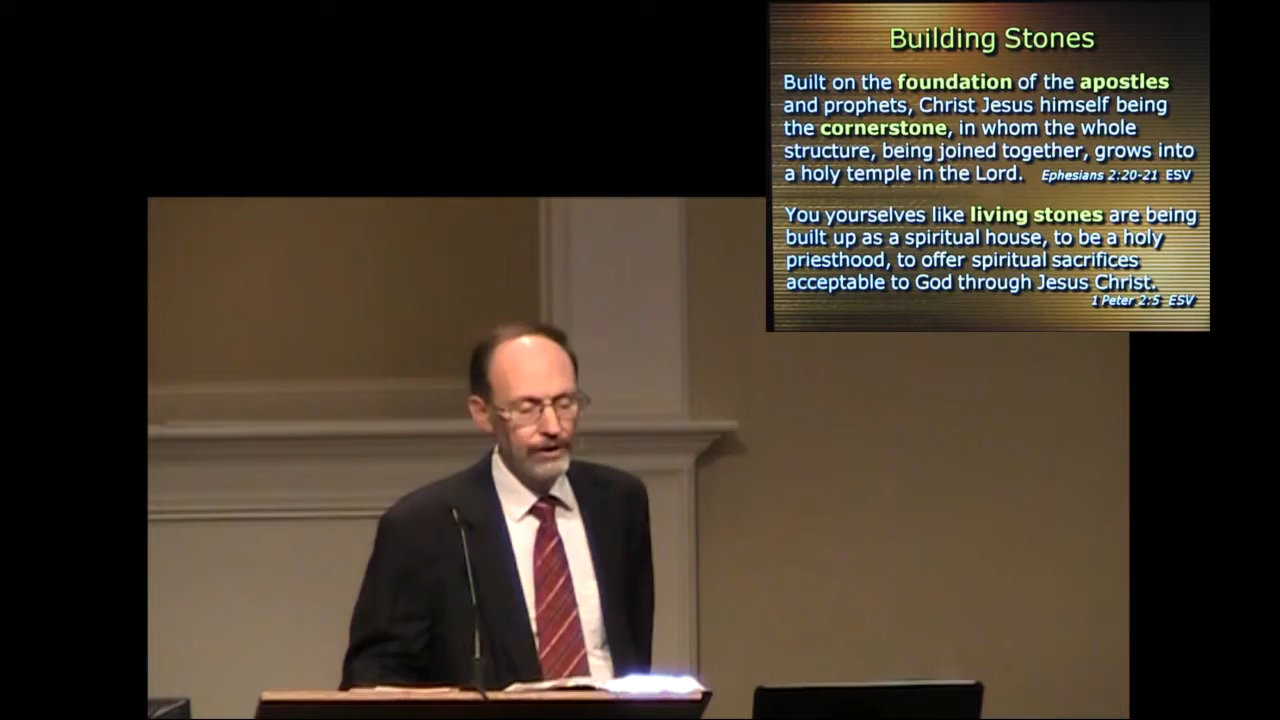 Building Stones
Built on the foundation of the apostles
and prophets, Christ Jesus himself being
the cornerstone, in whom the whole
structure, being joined together, grows into
a holy temple in the Lord. Ephesians 2:20-21 ESV
You yourselves like living stones are being
built up as a spiritual house, to be a holy
priesthood, to offer spiritual sacrifices
acceptable to God through Jesus Christ.
1 Peter 2:5 ESV